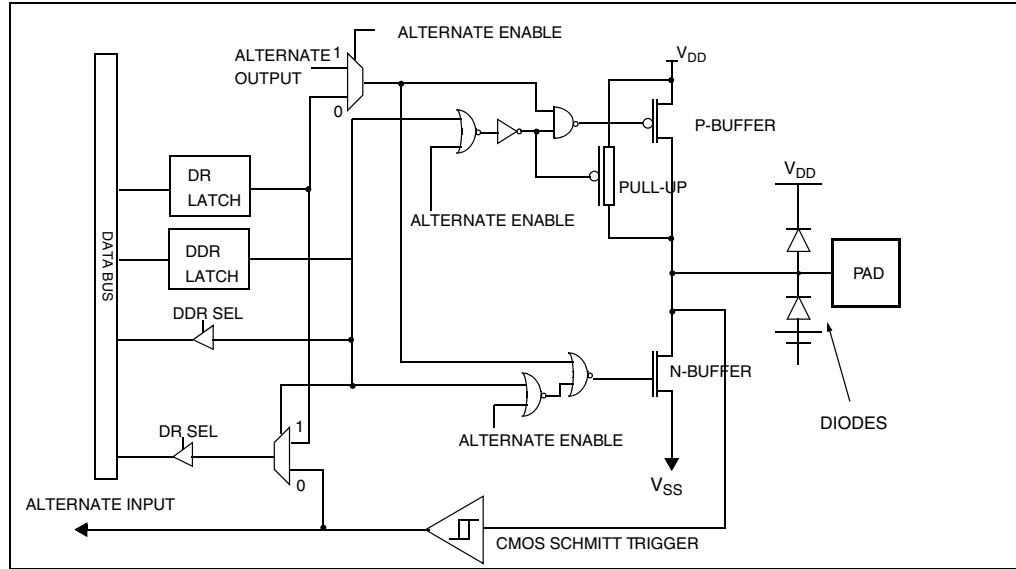 ALTERNATE ENABLE
ALTERNATE
OUTPUT
1
0
VDD
P-BUFFER
PULL-UP
ALTERNATE ENABLE
VDD
DR
LATCH
DATA BUS
DDR
LATCH
PAD
DDR SEL
N-BUFFER
DIODES
DR SEL
1
0
ALTERNATE ENABLE
VSS
ALTERNATE INPUT
CMOS SCHMITT TRIGGER